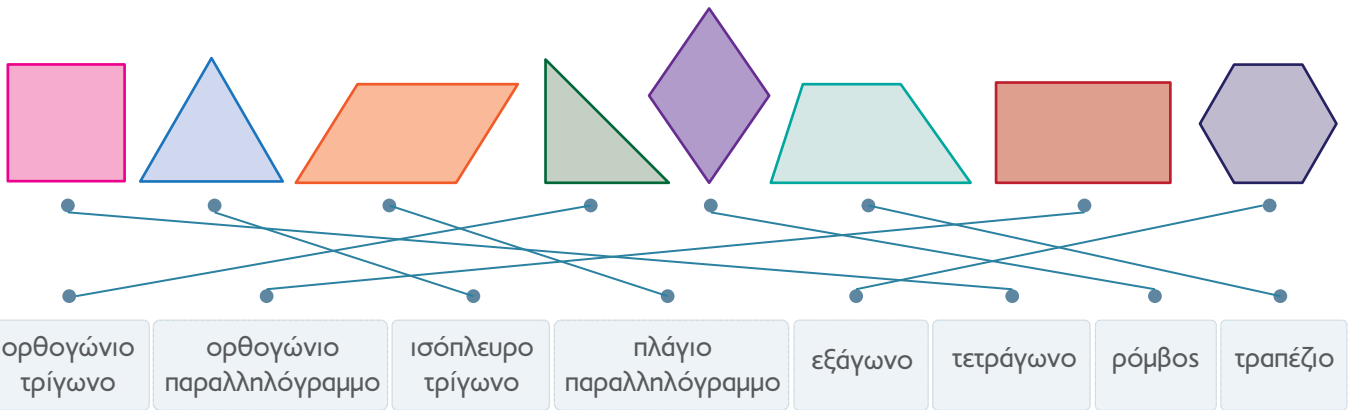 ορθογώνιο
τρίγωνο
ορθογώνιο
παραλληλόγραμμο
ισόπλευρο
τρίγωνο
πλάγιο
παραλληλόγραμμο
εξάγωνο
τετράγωνο
ρόμβος
τραπέζιο